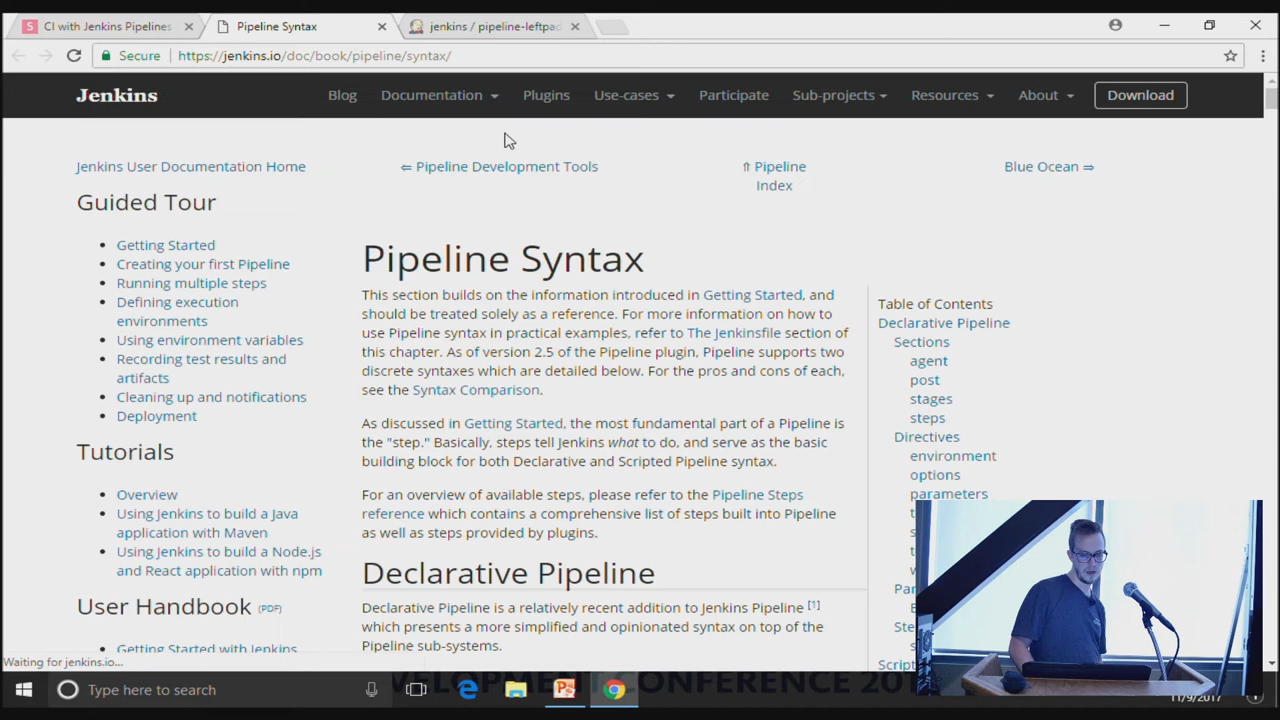 CI with Jenkins Pipelines
Pipeline Syntax
jenkins / pipeline-leftpad
Secure
https://jenkins.io/doc/book/pipeline/syntax/
Jenkins
Blog
Documentation
Plugins
Use-cases
Participate
Sub-projects
Resources
About
Download
Jenkins User Documentation Home
⇐ Pipeline Development Tools
⇑ Pipeline
Index
Blue Ocean ⇒
Guided Tour
Getting Started
Creating your first Pipeline
Running multiple steps
Defining execution
environments
Using environment variables
Recording test results and
artifacts
Cleaning up and notifications
Deployment
Tutorials
Overview
Using Jenkins to build a Java
application with Maven
Using Jenkins to build a Node.js
and React application with npm
User Handbook (PDF)
Getting Started with Jenkins
Pipeline Syntax
This section builds on the information introduced in Getting Started, and
should be treated solely as a reference. For more information on how to
use Pipeline syntax in practical examples, refer to The Jenkinsfile section of
this chapter. As of version 2.5 of the Pipeline plugin, Pipeline supports two
discrete syntaxes which are detailed below. For the pros and cons of each,
see the Syntax Comparison.
As discussed in Getting Started, the most fundamental part of a Pipeline is
the "step." Basically, steps tell Jenkins what to do, and serve as the basic
building block for both Declarative and Scripted Pipeline syntax.
For an overview of available steps, please refer to the Pipeline Steps
reference which contains a comprehensive list of steps built into Pipeline
as well as steps provided by plugins.
Declarative Pipeline
Declarative Pipeline is a relatively recent addition to Jenkins Pipeline [1]
which presents a more simplified and opinionated syntax on top of the
Pipeline sub-systems.
Table of Contents
Declarative Pipeline
Sections
agent
post
stages
steps
Directives
environment
options
parameters
Waiting for jenkins.io...
Type here to search
CONFERENCE
11/9/2017